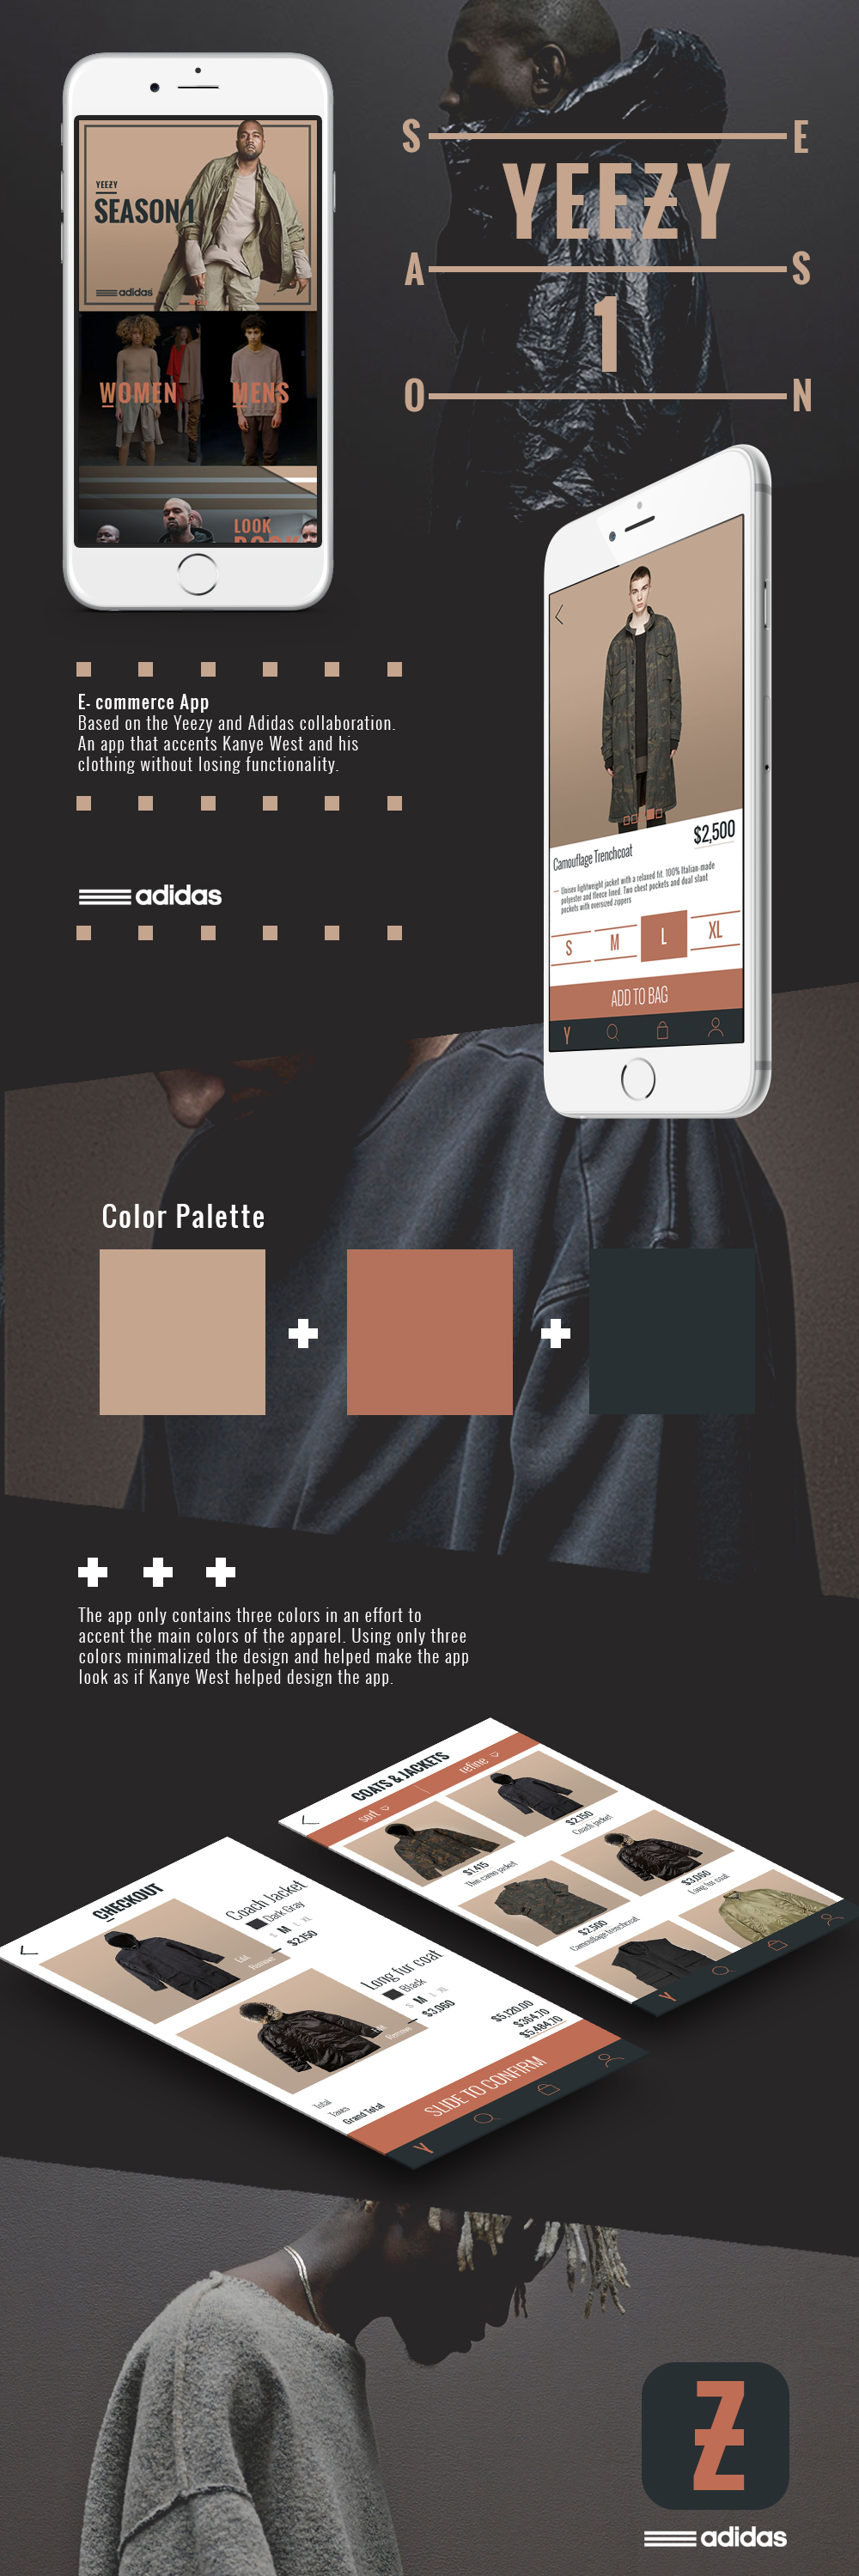 YEEZY
SEASON 1
adidas
WOMEN
MENS
LOOK
S E
YEEZY
A S
1
O N
E- commerce App
Based on the Yeezy and Adidas collaboration.
An app that accents Kanye West and his
clothing without losing functionality.
adidas
$2,500
Camouflage Trenchcoat
Unisex lightweight jacket with a relaxed fit. 100% Italian-made
polyester and fleece lined. Two chest pockets and dual slant
pockets with oversized zippers
S M L XL
ADD TO BAG
Y
Color Palette
The app only contains three colors in an effort to
accent the main colors of the apparel. Using only three
colors minimalized the design and helped make the app
look as if Kanye West helped design the app.
COATS & JACKETS
sort
refine
$1,415
Thin camo jacket
$2,150
Coach jacket
$2,500
Camouflage trenchcoat
$3,060
Long fur coat
Y
CHECKOUT
Coach Jacket
Dark Gray
S M L XL
$2,150
Edit
Remove
Long fur coat
Black
S M L XL
$3,060
Edit
Remove
Total $5,120.00
Taxes $364.70
Grand Total $5,484.70
SLIDE TO CONFIRM
Y
Z
adidas